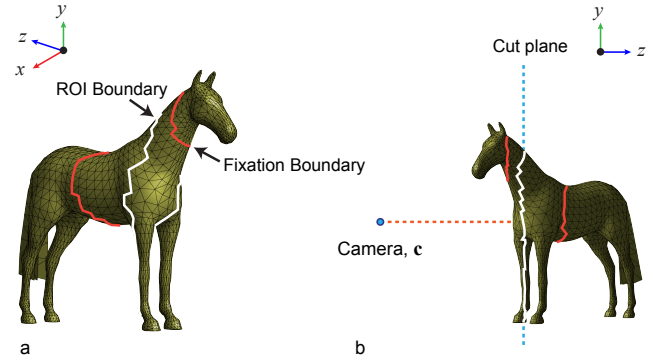 y
z
x
ROI Boundary
Fixation Boundary
a
y
z
Cut plane
Camera, c
b